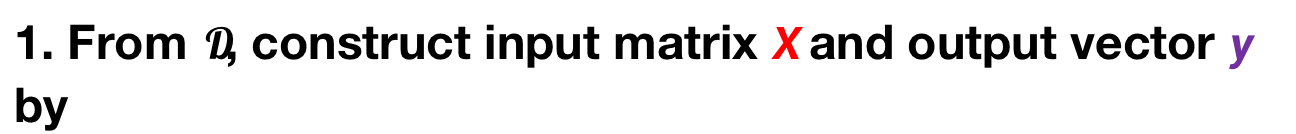 1. From 𝒟, construct input matrix X and output vector y
by